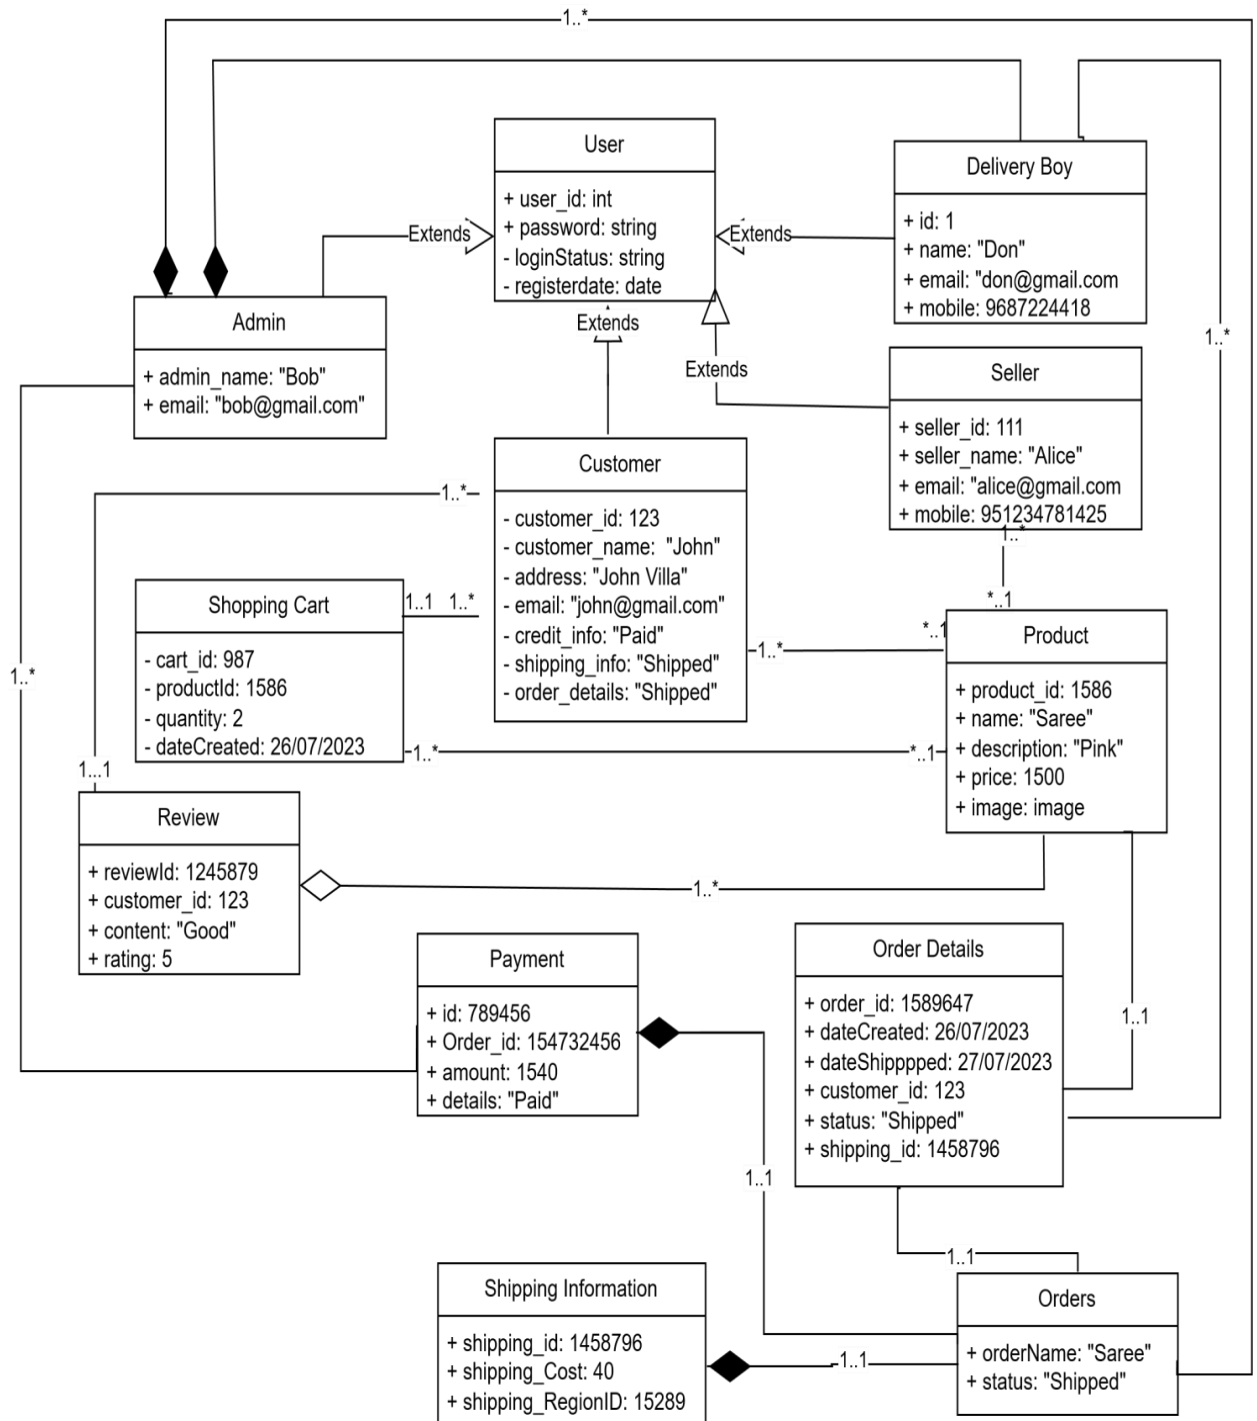 1..*
User
+ user_id: int
+ password: string
- loginStatus: string
- registerdate: date
Delivery Boy
+ id: 1
+ name: "Don"
+ email: "don@gmail.com
+ mobile: 9687224418
Extends
Extends
Extends
Extends
Admin
+ admin_name: "Bob"
+ email: "bob@gmail.com"
1..*
Seller
+ seller_id: 111
+ seller_name: "Alice"
+ email: "alice@gmail.com
+ mobile: 951234781425
1..*
*..1
Customer
- customer_id: 123
- customer_name: "John"
- address: "John Villa"
- email: "john@gmail.com"
- credit_info: "Paid"
- shipping_info: "Shipped"
- order_details: "Shipped"
1..*
Shopping Cart
- cart_id: 987
- productId: 1586
- quantity: 2
- dateCreated: 26/07/2023
1..1
1..*
1..*
*..1
Product
+ product_id: 1586
+ name: "Saree"
+ description: "Pink"
+ price: 1500
+ image: image
1..*
1..*
*..1
1...1
Review
+ reviewId: 1245879
+ customer_id: 123
+ content: "Good"
+ rating: 5
1..*
Payment
+ id: 789456
+ Order_id: 154732456
+ amount: 1540
+ details: "Paid"
Order Details
+ order_id: 1589647
+ dateCreated: 26/07/2023
+ dateShipppped: 27/07/2023
+ customer_id: 123
+ status: "Shipped"
+ shipping_id: 1458796
1..1
1..1
1..1
Shipping Information
+ shipping_id: 1458796
+ shipping_Cost: 40
+ shipping_RegionID: 15289
1..1
Orders
+ orderName: "Saree"
+ status: "Shipped"